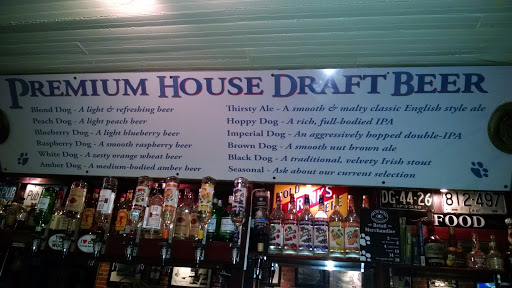 PREMIUM HOUSE DRAFT BEER
Blond Dog - A light & refreshing beer
Peach Dog - A light peach beer
Blueberry Dog - A light blueberry beer
Raspberry Dog - A smooth raspberry beer
White Dog - A zesty orange wheat beer
Amber Dog - A medium-bodied amber beer
Thirsty Ale - A smooth & malty classic English style ale
Hoppy Dog - A rich, full-bodied IPA
Imperial Dog - An aggressively hopped double-IPA
Brown Dog - A smooth nut brown ale
Black Dog - A traditional, velvety Irish stout
Seasonal - Ask about our current selection
DG-44-26
812-497
FOOD
Retail
Merchandise